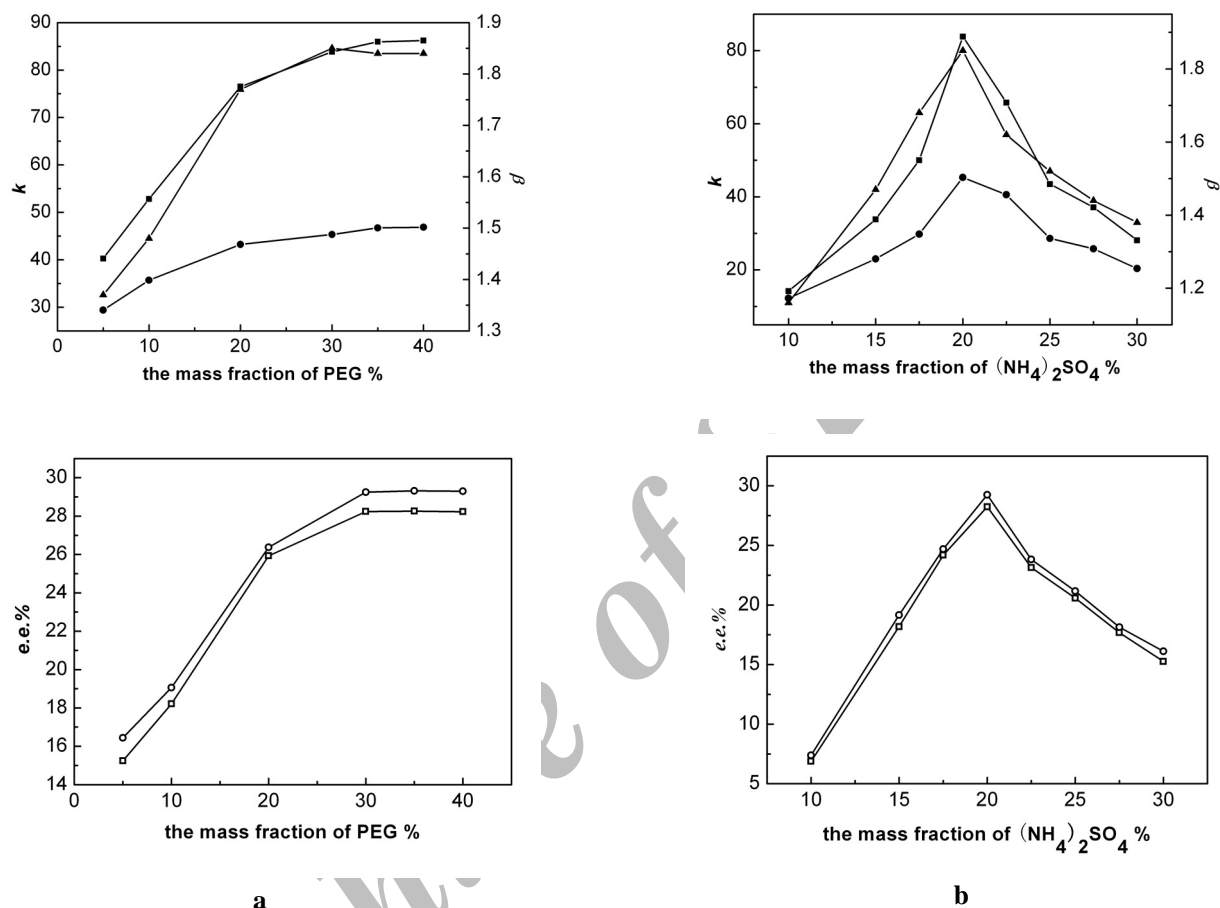 90
80
70
60
50
40
30
k
1.9
1.8
1.7
1.6
1.5
1.4
1.3
β
0 10 20 30 40
the mass fraction of PEG %
80
60
40
20
k
1.8
1.6
1.4
1.2
β
10 15 20 25 30
the mass fraction of (NH4)2SO4 %
30
28
26
24
22
20
18
16
14
e.e.%
0 10 20 30 40
the mass fraction of PEG %
a
30
25
20
15
10
5
e.e.%
10 15 20 25 30
the mass fraction of (NH4)2SO4 %
b
of